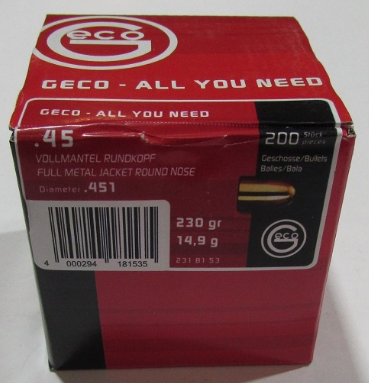 Geco
GECO - ALL YOU NEED
GECO - ALL YOU NEED
.45
200 Stück
pieces
VOLLMANTEL RUNDKOPF
FULL METAL JACKET ROUND NOSE
Diameter .451
Geschosse/Bullets
Balles/Bala
230 gr
14,9 g
231 81 53
Geco
4 000294 181535